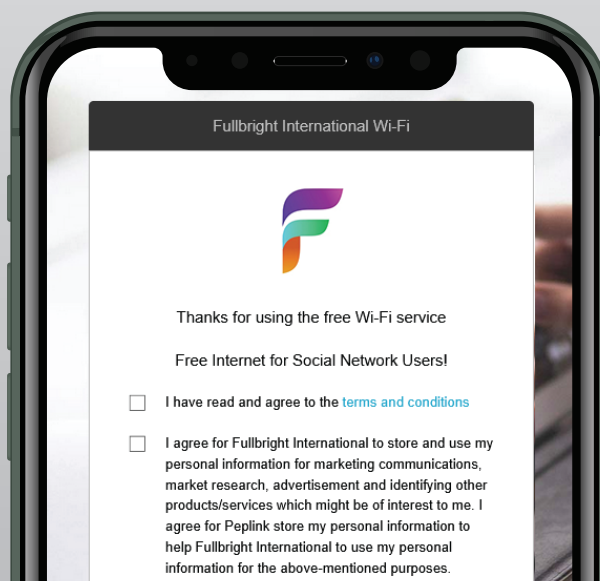 Fullbright International Wi-Fi
Thanks for using the free Wi-Fi service
Free Internet for Social Network Users!
I have read and agree to the terms and conditions
I agree for Fullbright International to store and use my
personal information for marketing communications,
market research, advertisement and identifying other
products/services which might be of interest to me. I
agree for Peplink store my personal information to
help Fullbright International to use my personal
information for the above-mentioned purposes.